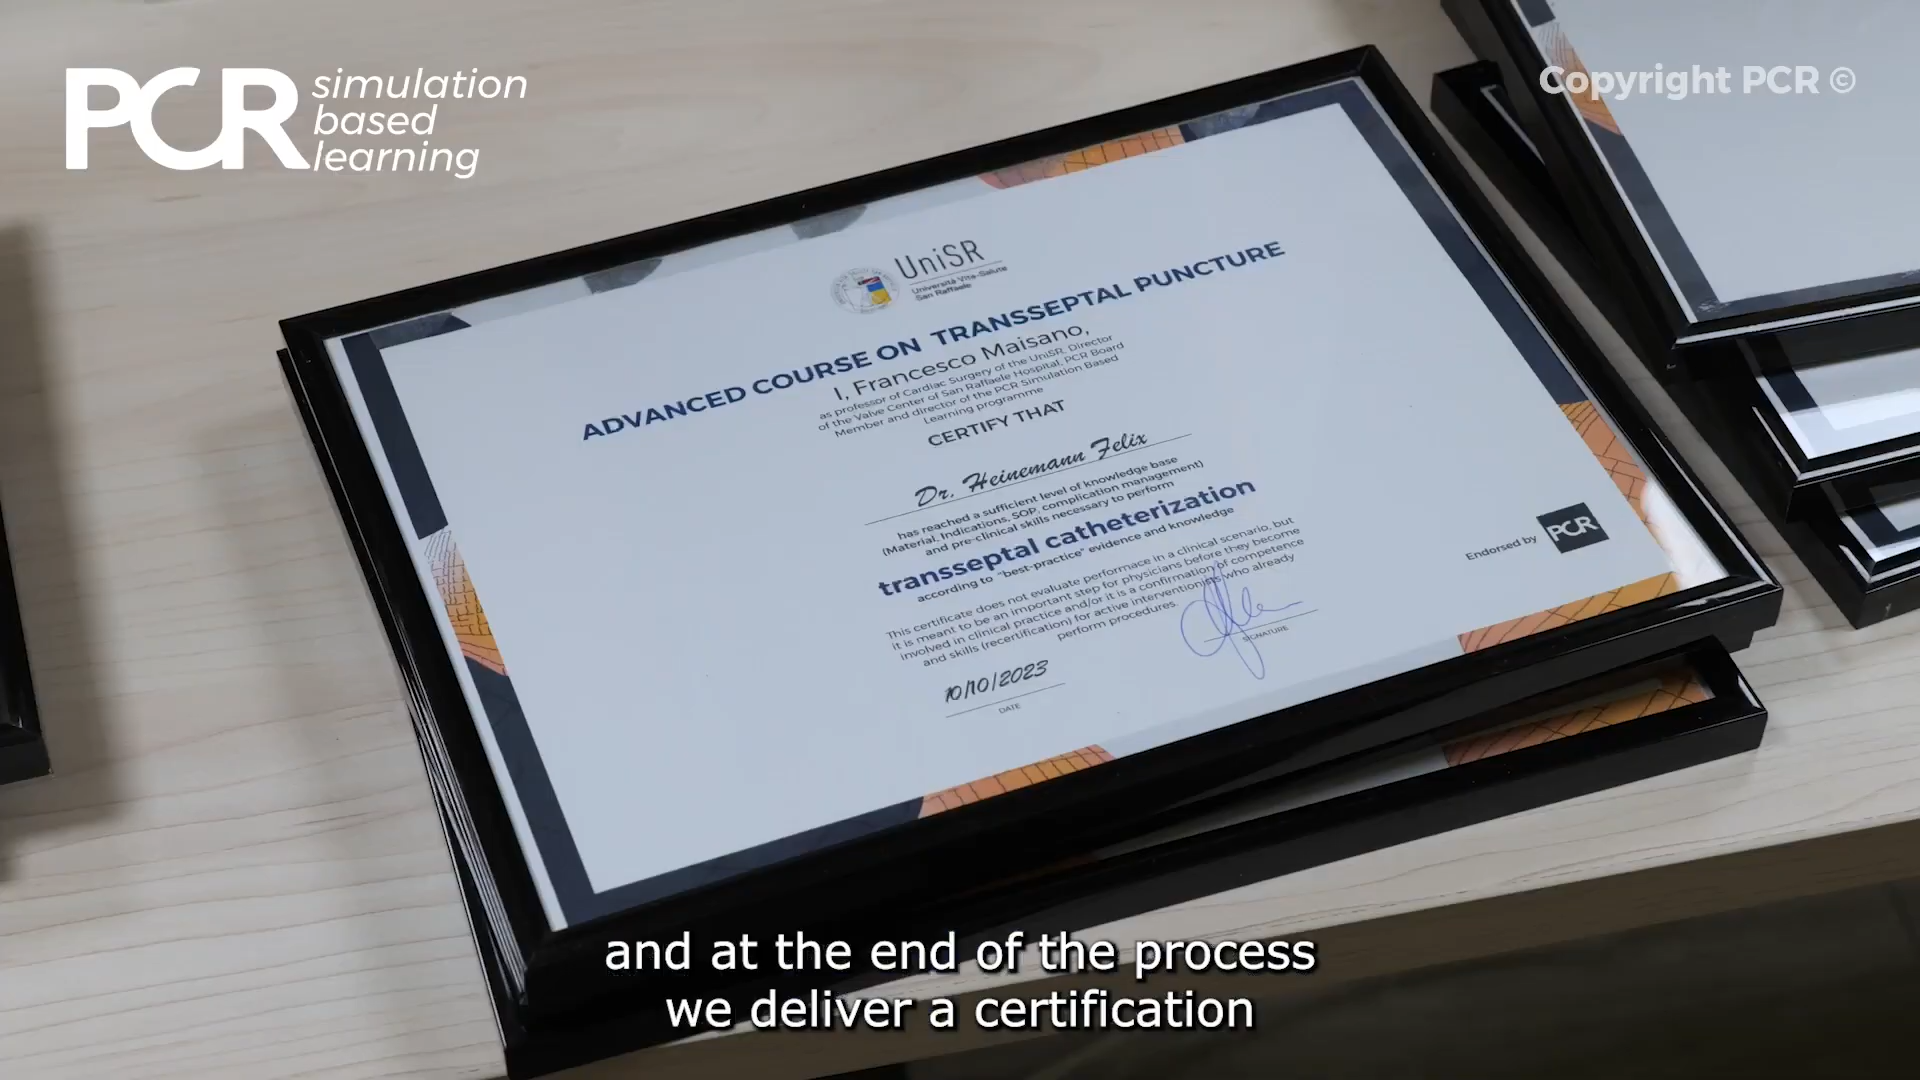 PCR simulation
based
learning
Copyright PCR ©
UniSR
Università Vita-Salute
San Raffaele
ADVANCED COURSE ON TRANSSEPTAL PUNCTURE
I, Francesco Maisano,
as professor of Cardiac Surgery of the UniSR, Director
of the Valve Center of San Raffaele Hospital, PCR Board
Member and director of the PCR Simulation Based
Learning programme
CERTIFY THAT
Dr. Heinemann Felix
has reached a sufficient level of knowledge base
(Material, Indications, SOP, complication management)
and pre-clinical skills necessary to perform
transseptal catheterization
according to "best-practice" evidence and knowledge
This certificate does not evaluate performace in a clinical scenario, but
it is meant to be an important step for physicians before they become
involved in clinical practice and/or it is a confirmation of competence
and skills (recertification) for active interventionists who already
perform procedures.
10/10/2023
DATE
SIGNATURE
Endorsed by PCR
and at the end of the process
we deliver a certification